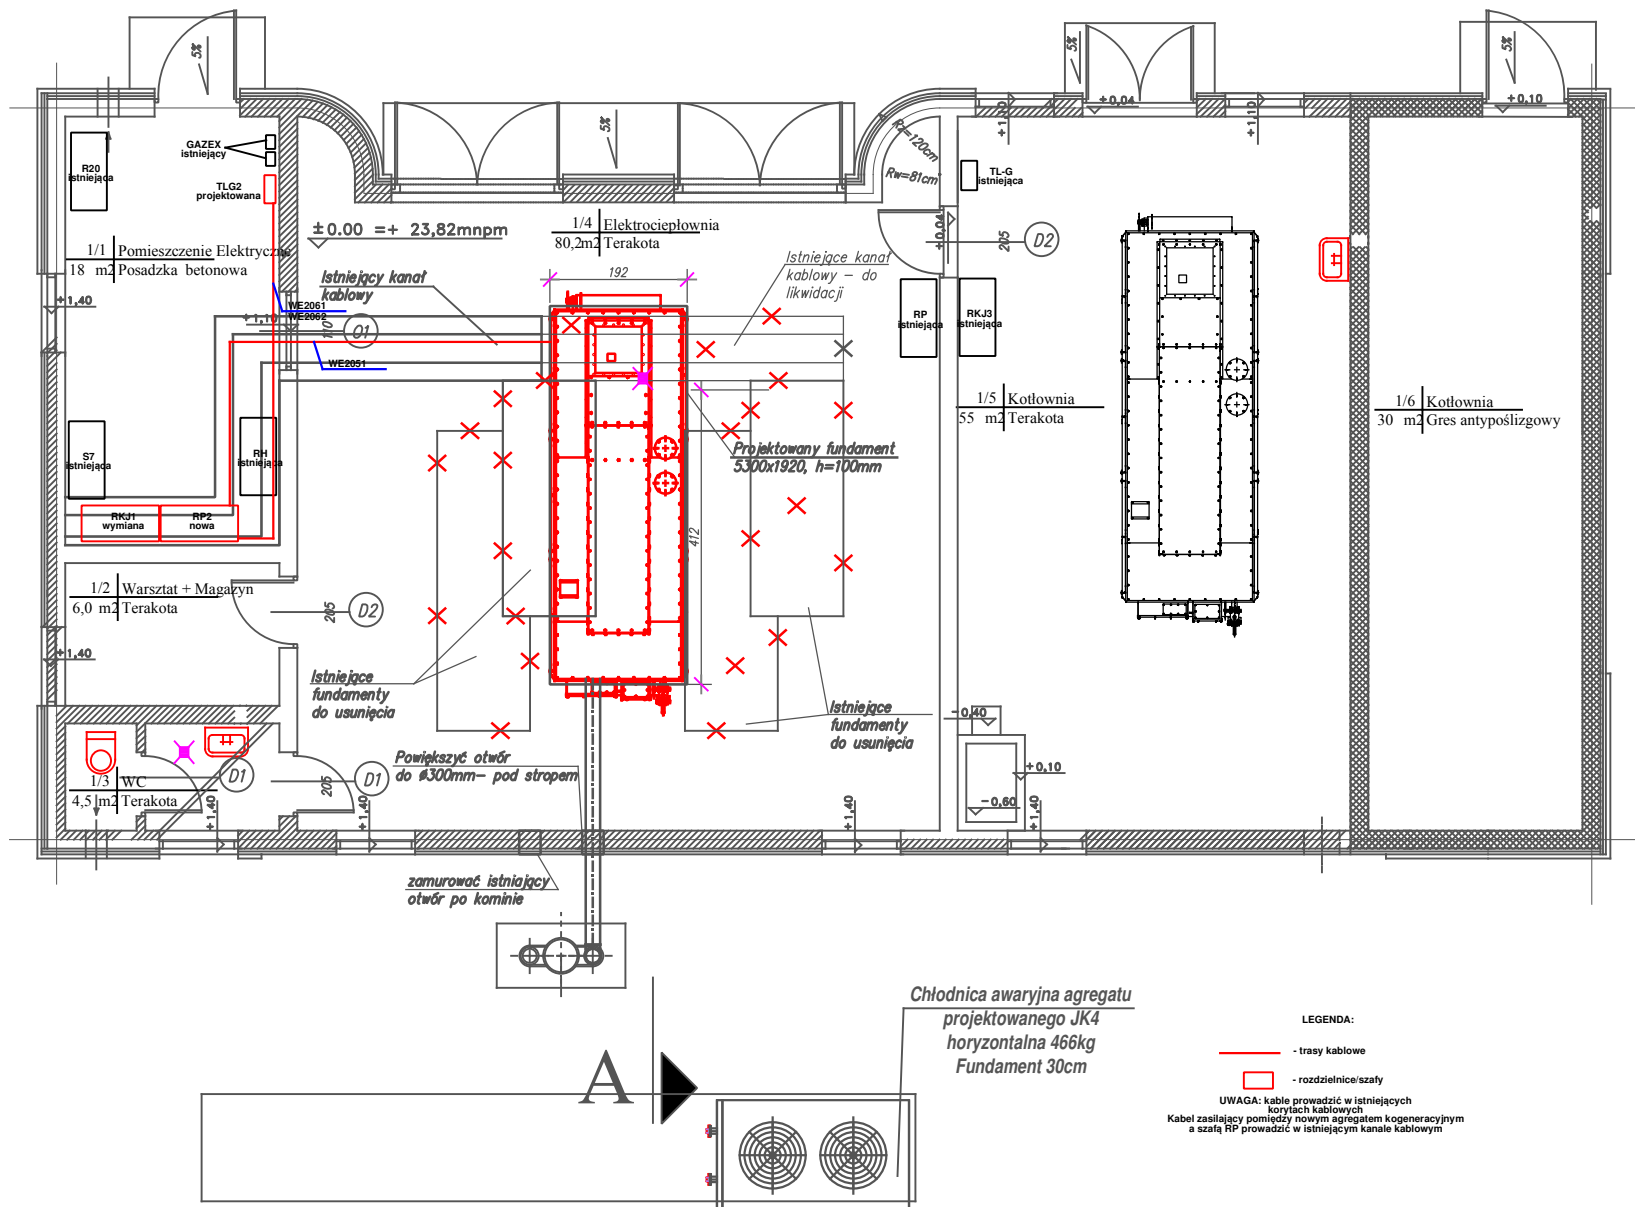 5%
5%
5%
5%
+0,04
+1,10
+1,10
+0,10
Rz=120cm
Rw=81cm
GAZEX
istniejący
R20
istniejąca
TLG2
projektowana
TL-G
istniejąca
±0.00 =+ 23,82mnpm
1/4 Elektrociepłownia
80,2m2 Terakota
1/1 Pomieszczenie Elektryczne
18 m2 Posadzka betonowa
+0,04
205
D2
Istniejący kanał
kablowy
192
Istniejące kanał
kablowy – do
likwidacji
+1,40
WE2061
WE2062
+1,10
110
O1
WE2051
RP
istniejąca
RKJ3
istniejąca
1/5 Kotłownia
55 m2 Terakota
1/6 Kotłownia
30 m2 Gres antypoślizgowy
S7
istniejąca
RH
istniejąca
Projektowany fundament
5300x1920, h=100mm
412
RKJ1
wymiana
RP2
nowa
1/2 Warsztat + Magazyn
6,0 m2 Terakota
205
D2
+1,40
Istniejące
fundamenty
do usunięcia
Istniejące
fundamenty
do usunięcia
-0,40
Powiększyć otwór
do ø300mm– pod stropem
1/3 WC
4,5 m2 Terakota
D1
205
D1
+0,10
-0,60
+1,40
+1,40
+1,40
+1,40
zamurować istniający
otwór po kominie
Chłodnica awaryjna agregatu
projektowanego JK4
horyzontalna 466kg
Fundament 30cm
A
LEGENDA:
- trasy kablowe
- rozdzielnice/szafy
UWAGA: kable prowadzić w istniejących
korytach kablowych
Kabel zasilający pomiędzy nowym agregatem kogeneracyjnym
a szafą RP prowadzić w istniejącym kanale kablowym